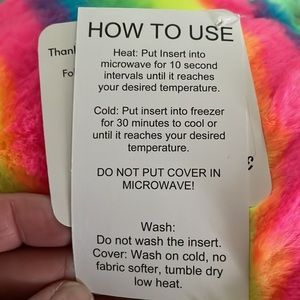 HOW TO USE
Heat: Put Insert into
microwave for 10 second
intervals until it reaches
your desired temperature.
Cold: Put insert into freezer
for 30 minutes to cool or
until it reaches your desired
temperature.
DO NOT PUT COVER IN
MICROWAVE!
Wash:
Do not wash the insert.
Cover: Wash on cold, no
fabric softer, tumble dry
low heat.
Thank
Fo